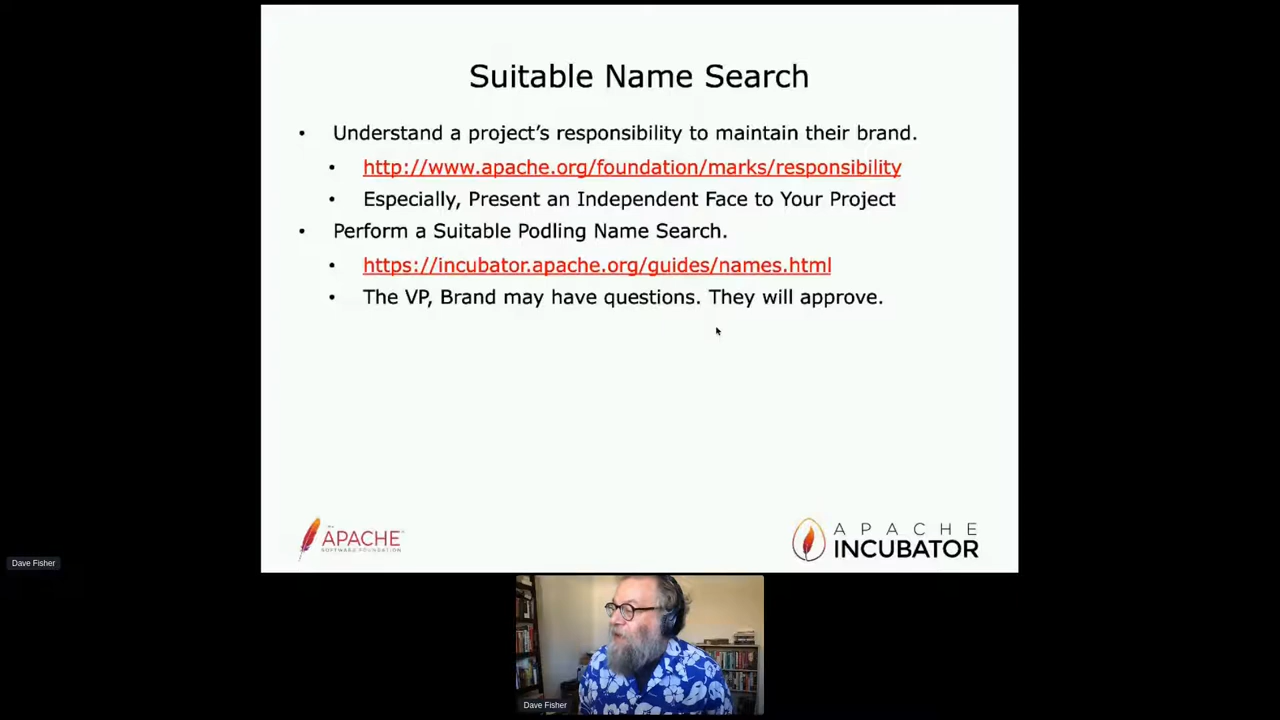 Suitable Name Search
• Understand a project's responsibility to maintain their brand.
• http://www.apache.org/foundation/marks/responsibility
• Especially, Present an Independent Face to Your Project
• Perform a Suitable Podling Name Search.
• https://incubator.apache.org/guides/names.html
• The VP, Brand may have questions. They will approve.
THE
APACHE
SOFTWARE FOUNDATION
APACHE
INCUBATOR
Dave Fisher
Dave Fisher